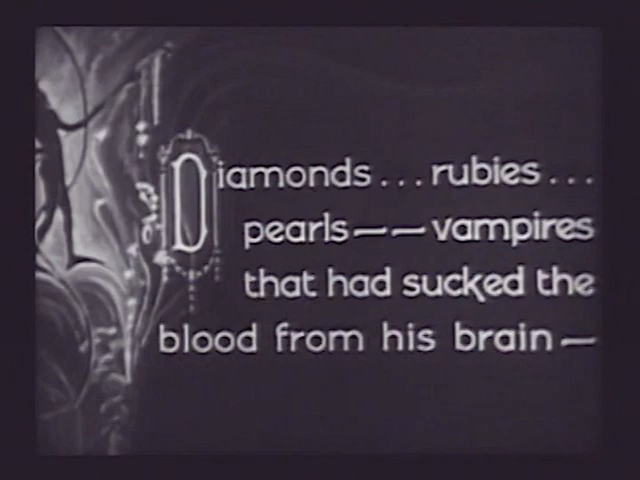 Diamonds... rubies...
pearls—— vampires
that had sucked the
blood from his brain—